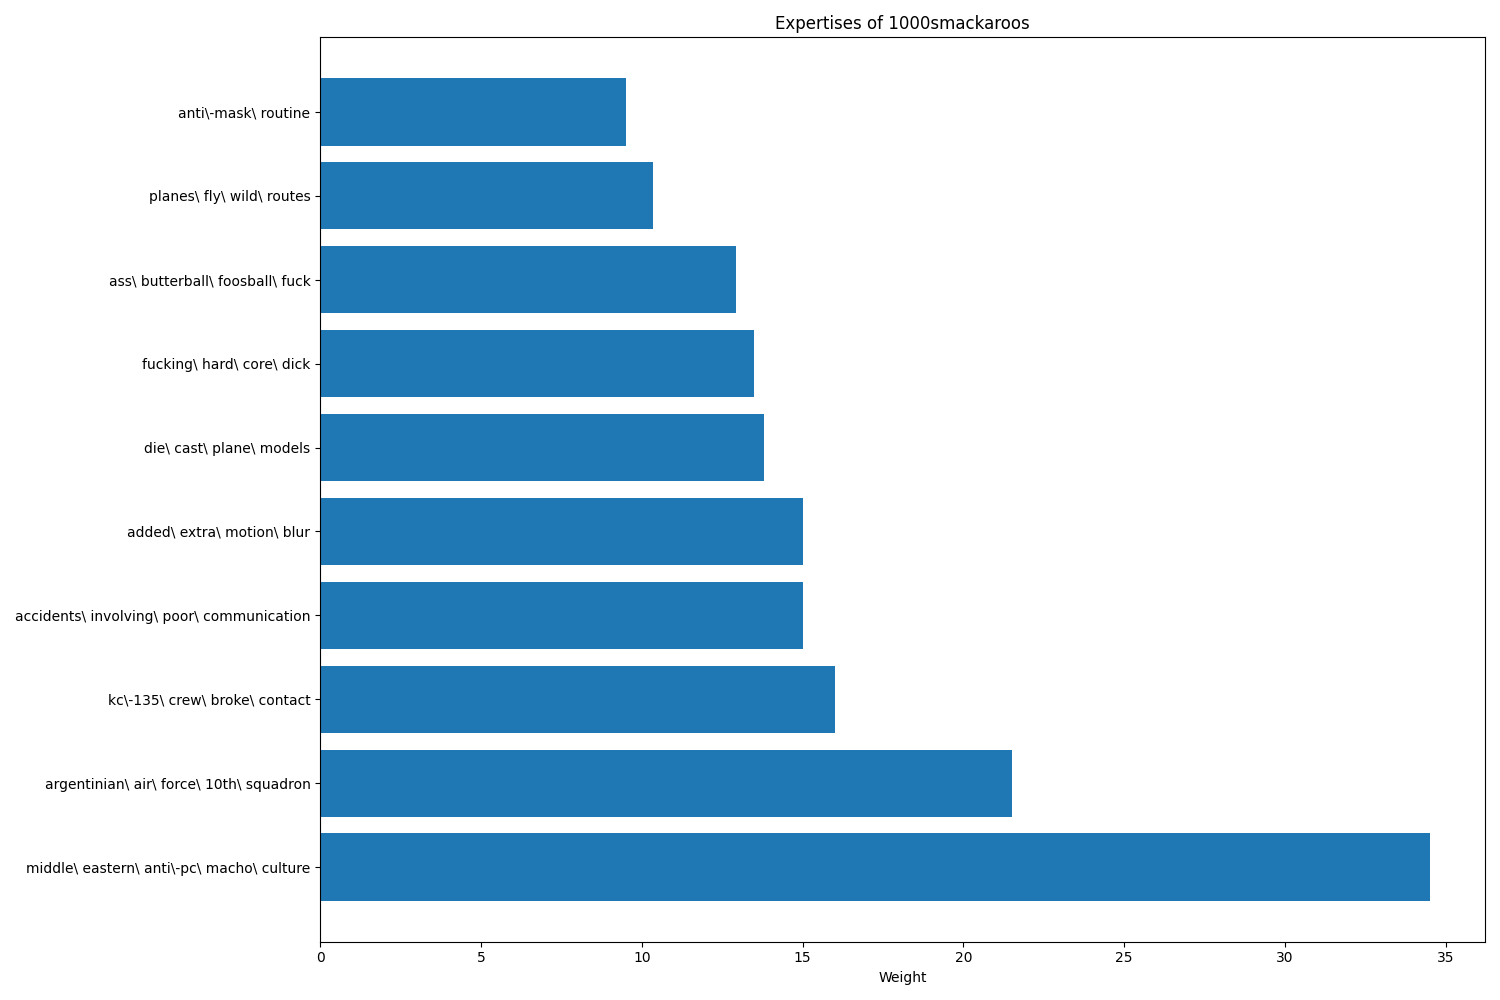 Expertises of 1000smackaroos
anti\-mask\ routine
planes\ fly\ wild\ routes
ass\ butterball\ foosball\ fuck
fucking\ hard\ core\ dick
die\ cast\ plane\ models
added\ extra\ motion\ blur
accidents\ involving\ poor\ communication
kc\-135\ crew\ broke\ contact
argentinian\ air\ force\ 10th\ squadron
middle\ eastern\ anti\-pc\ macho\ culture
0 5 10 15 20 25 30 35
Weight